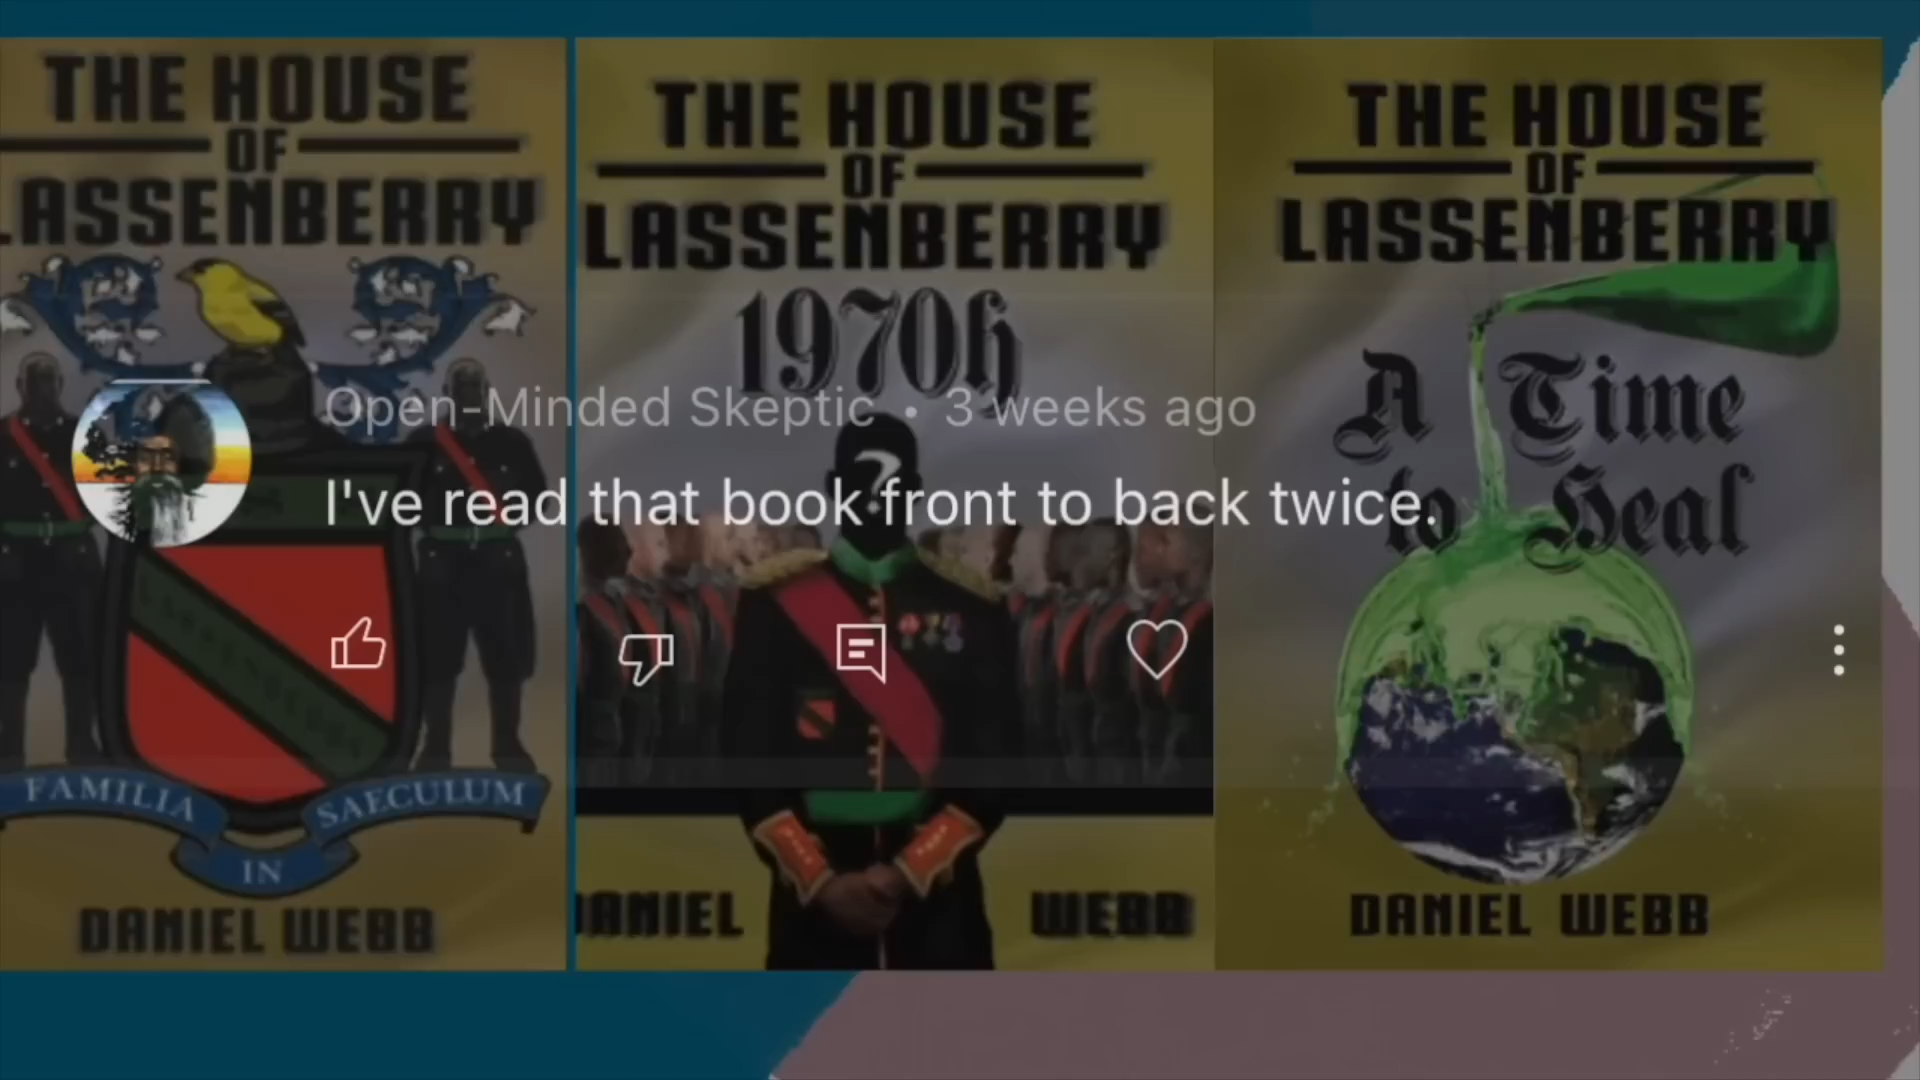 THE HOUSE
OF
LASSENBERRY
FAMILIA
IN
SAECULUM
DANIEL WEBB
THE HOUSE
OF
LASSENBERRY
1970h
?
DANIEL WEBB
THE HOUSE
OF
LASSENBERRY
A Time
to Heal
DANIEL WEBB
Open-Minded Skeptic • 3 weeks ago
I've read that book front to back twice.